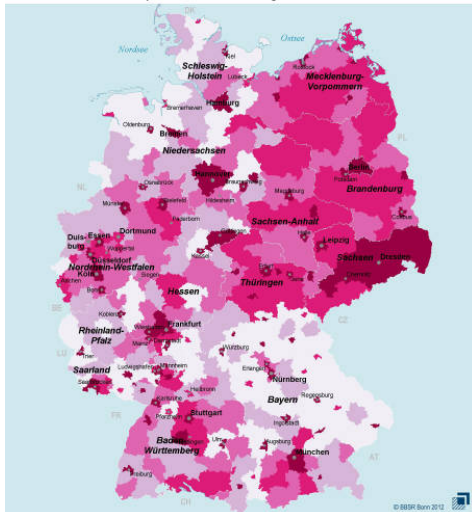 DK
Nordsee
Ostsee
Kiel
Schleswig-
Holstein
Rostock
Lübeck
Mecklenburg-
Vorpommern
Hamburg
Bremerhaven
Oldenburg
Bremen
PL
Niedersachsen
Berlin
NL
Hannover
Osnabrück
Braunschweig
Potsdam
Brandenburg
Münster
Bielefeld
Hildesheim
Magdeburg
Cottbus
Paderborn
Sachsen-Anhalt
Duis-
burg
Essen
Dortmund
Göttingen
Halle
Leipzig
Wuppertal
Kassel
Düsseldorf
Nordrhein-Westfalen
Köln
Sachsen
Dresden
Aachen
Bonn
Siegen
Erfurt
Gera
Chemnitz
Hessen
Thüringen
BE
Koblenz
CZ
Rheinland-
Pfalz
Wiesbaden
Frankfurt
Mainz
Darmstadt
LU
Trier
Würzburg
Saarland
Ludwigshafen
Mannheim
Erlangen
Nürnberg
Saarbrücken
Heilbronn
Bayern
Karlsruhe
Regensburg
FR
Pforzheim
Stuttgart
Ingolstadt
Baden-
Württemberg
Ulm
Augsburg
München
AT
Freiburg
CH
© BBSR Bonn 2012